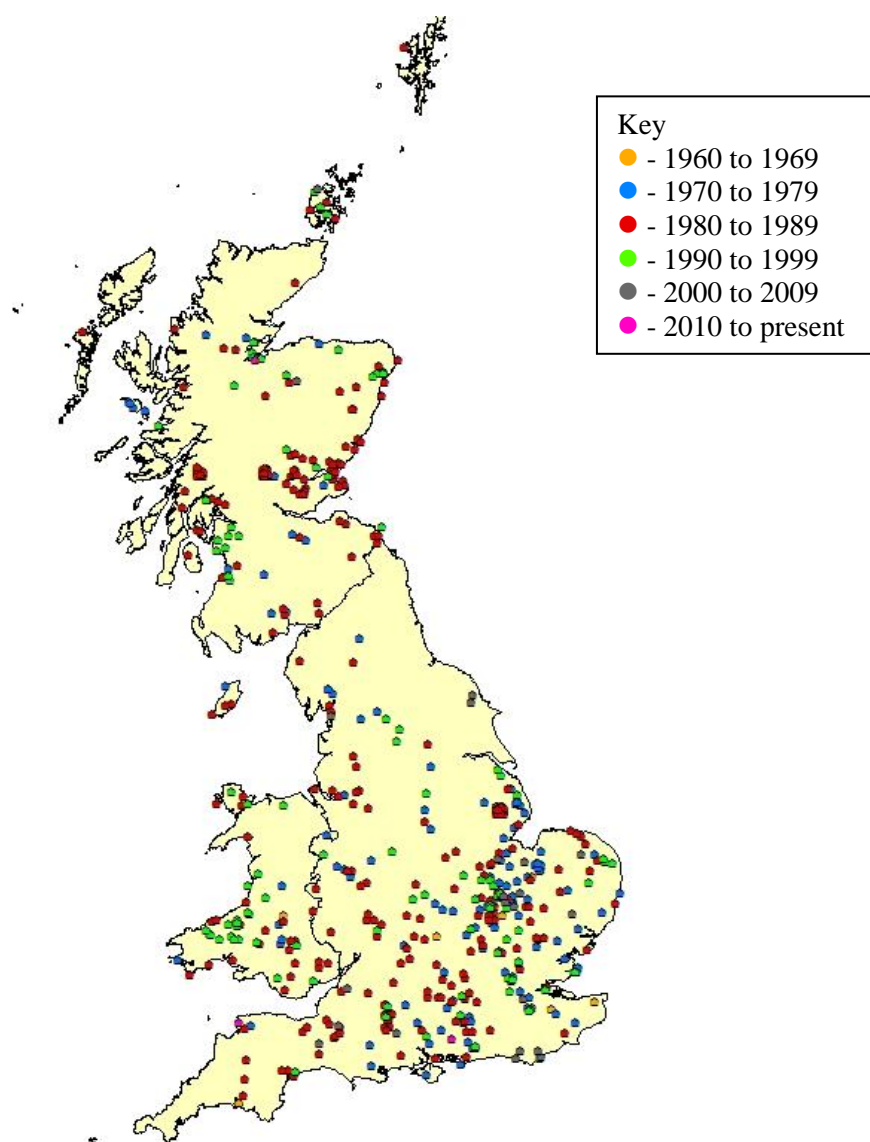 Key
- 1960 to 1969
- 1970 to 1979
- 1980 to 1989
- 1990 to 1999
- 2000 to 2009
- 2010 to present